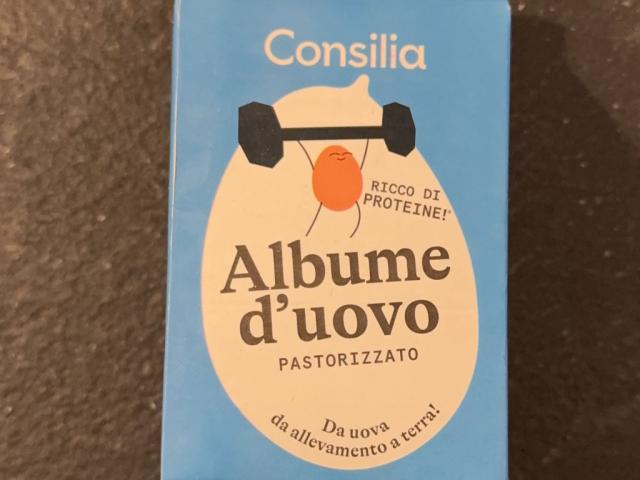 Consilia
RICCO DI
PROTEINE!*
Albume
d'uovo
PASTORIZZATO
Da uova
da allevamento a terra!